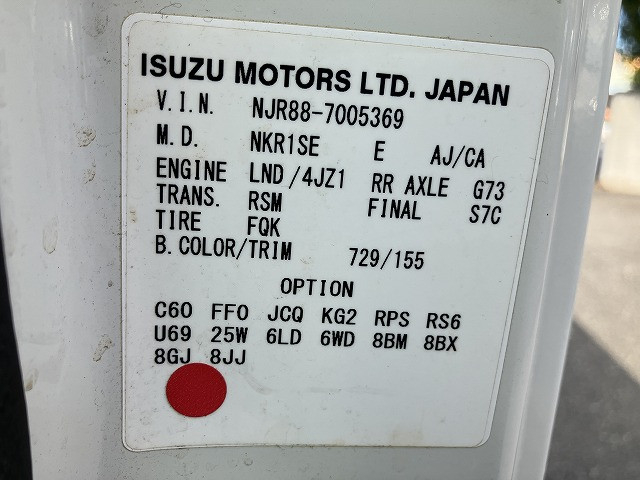 ISUZU MOTORS LTD. JAPAN
V.I.N. NJR88-7005369
M.D. NKR1SE E AJ/CA
ENGINE LND/4JZ1 RR AXLE G73
TRANS. RSM FINAL S7C
TIRE FQK
B.COLOR/TRIM 729/155
OPTION
C60 FF0 JCQ KG2 RPS RS6
U69 25W 6LD 6WD 8BM 8BX
8GJ 8JJ